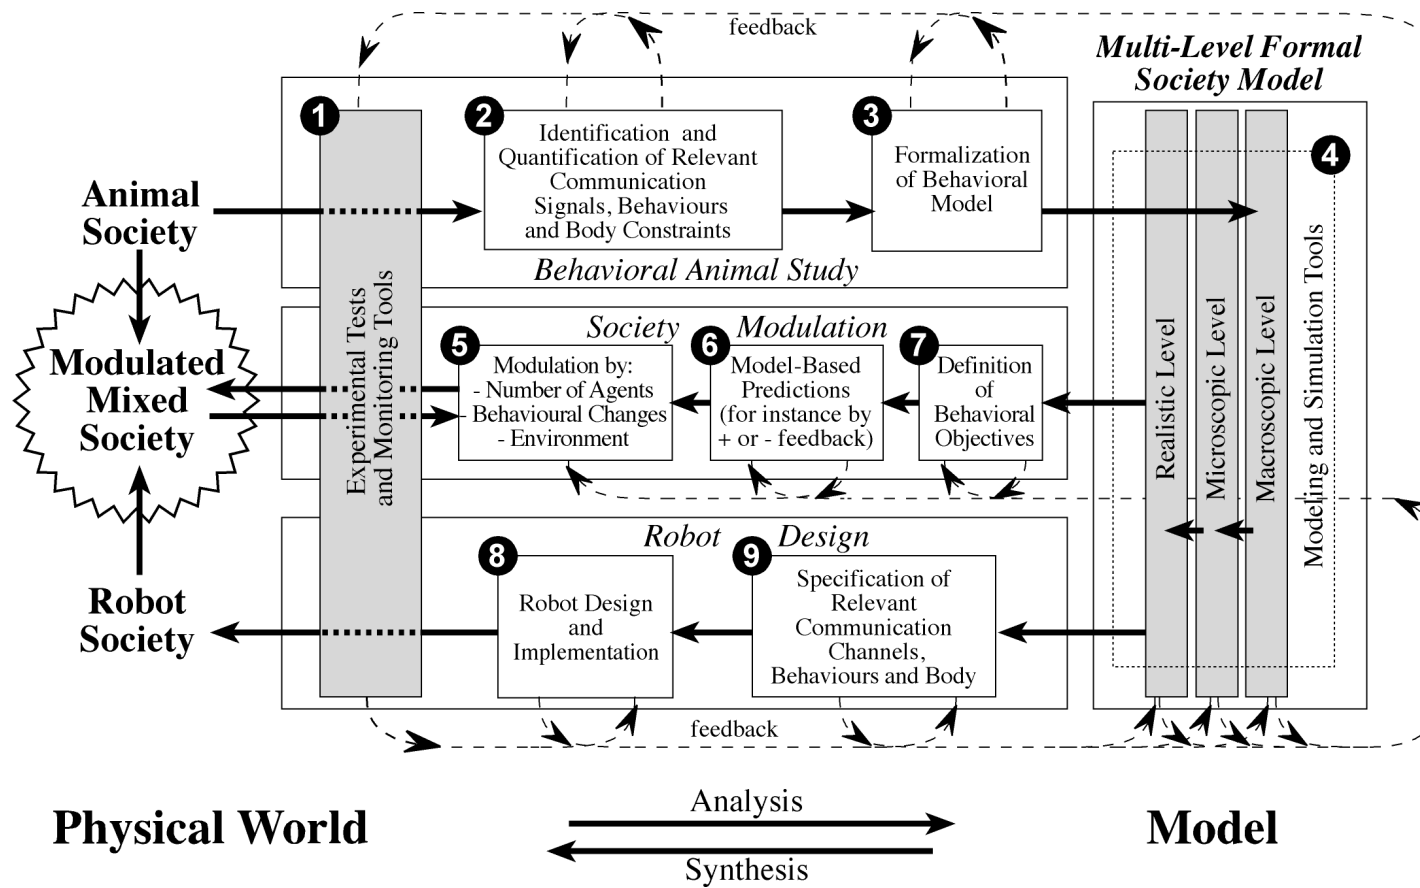 feedback
Multi-Level Formal
Society Model
1
2
3
4
Identification and
Quantification of Relevant
Communication
Signals, Behaviours
and Body Constraints
Formalization
of Behavioral
Model
Animal
Society
Behavioral Animal Study
Experimental Tests
and Monitoring Tools
Realistic Level
Microscopic Level
Macroscopic Level
Modeling and Simulation Tools
Society Modulation
5
6
7
Modulated
Mixed
Society
Modulation by:
- Number of Agents
- Behavioural Changes
- Environment
Model-Based
Predictions
(for instance by
+ or - feedback)
Definition
of
Behavioral
Objectives
Robot Design
8
9
Robot
Society
Robot Design
and
Implementation
Specification of
Relevant
Communication
Channels,
Behaviours and Body
feedback
Physical World
Analysis
Synthesis
Model